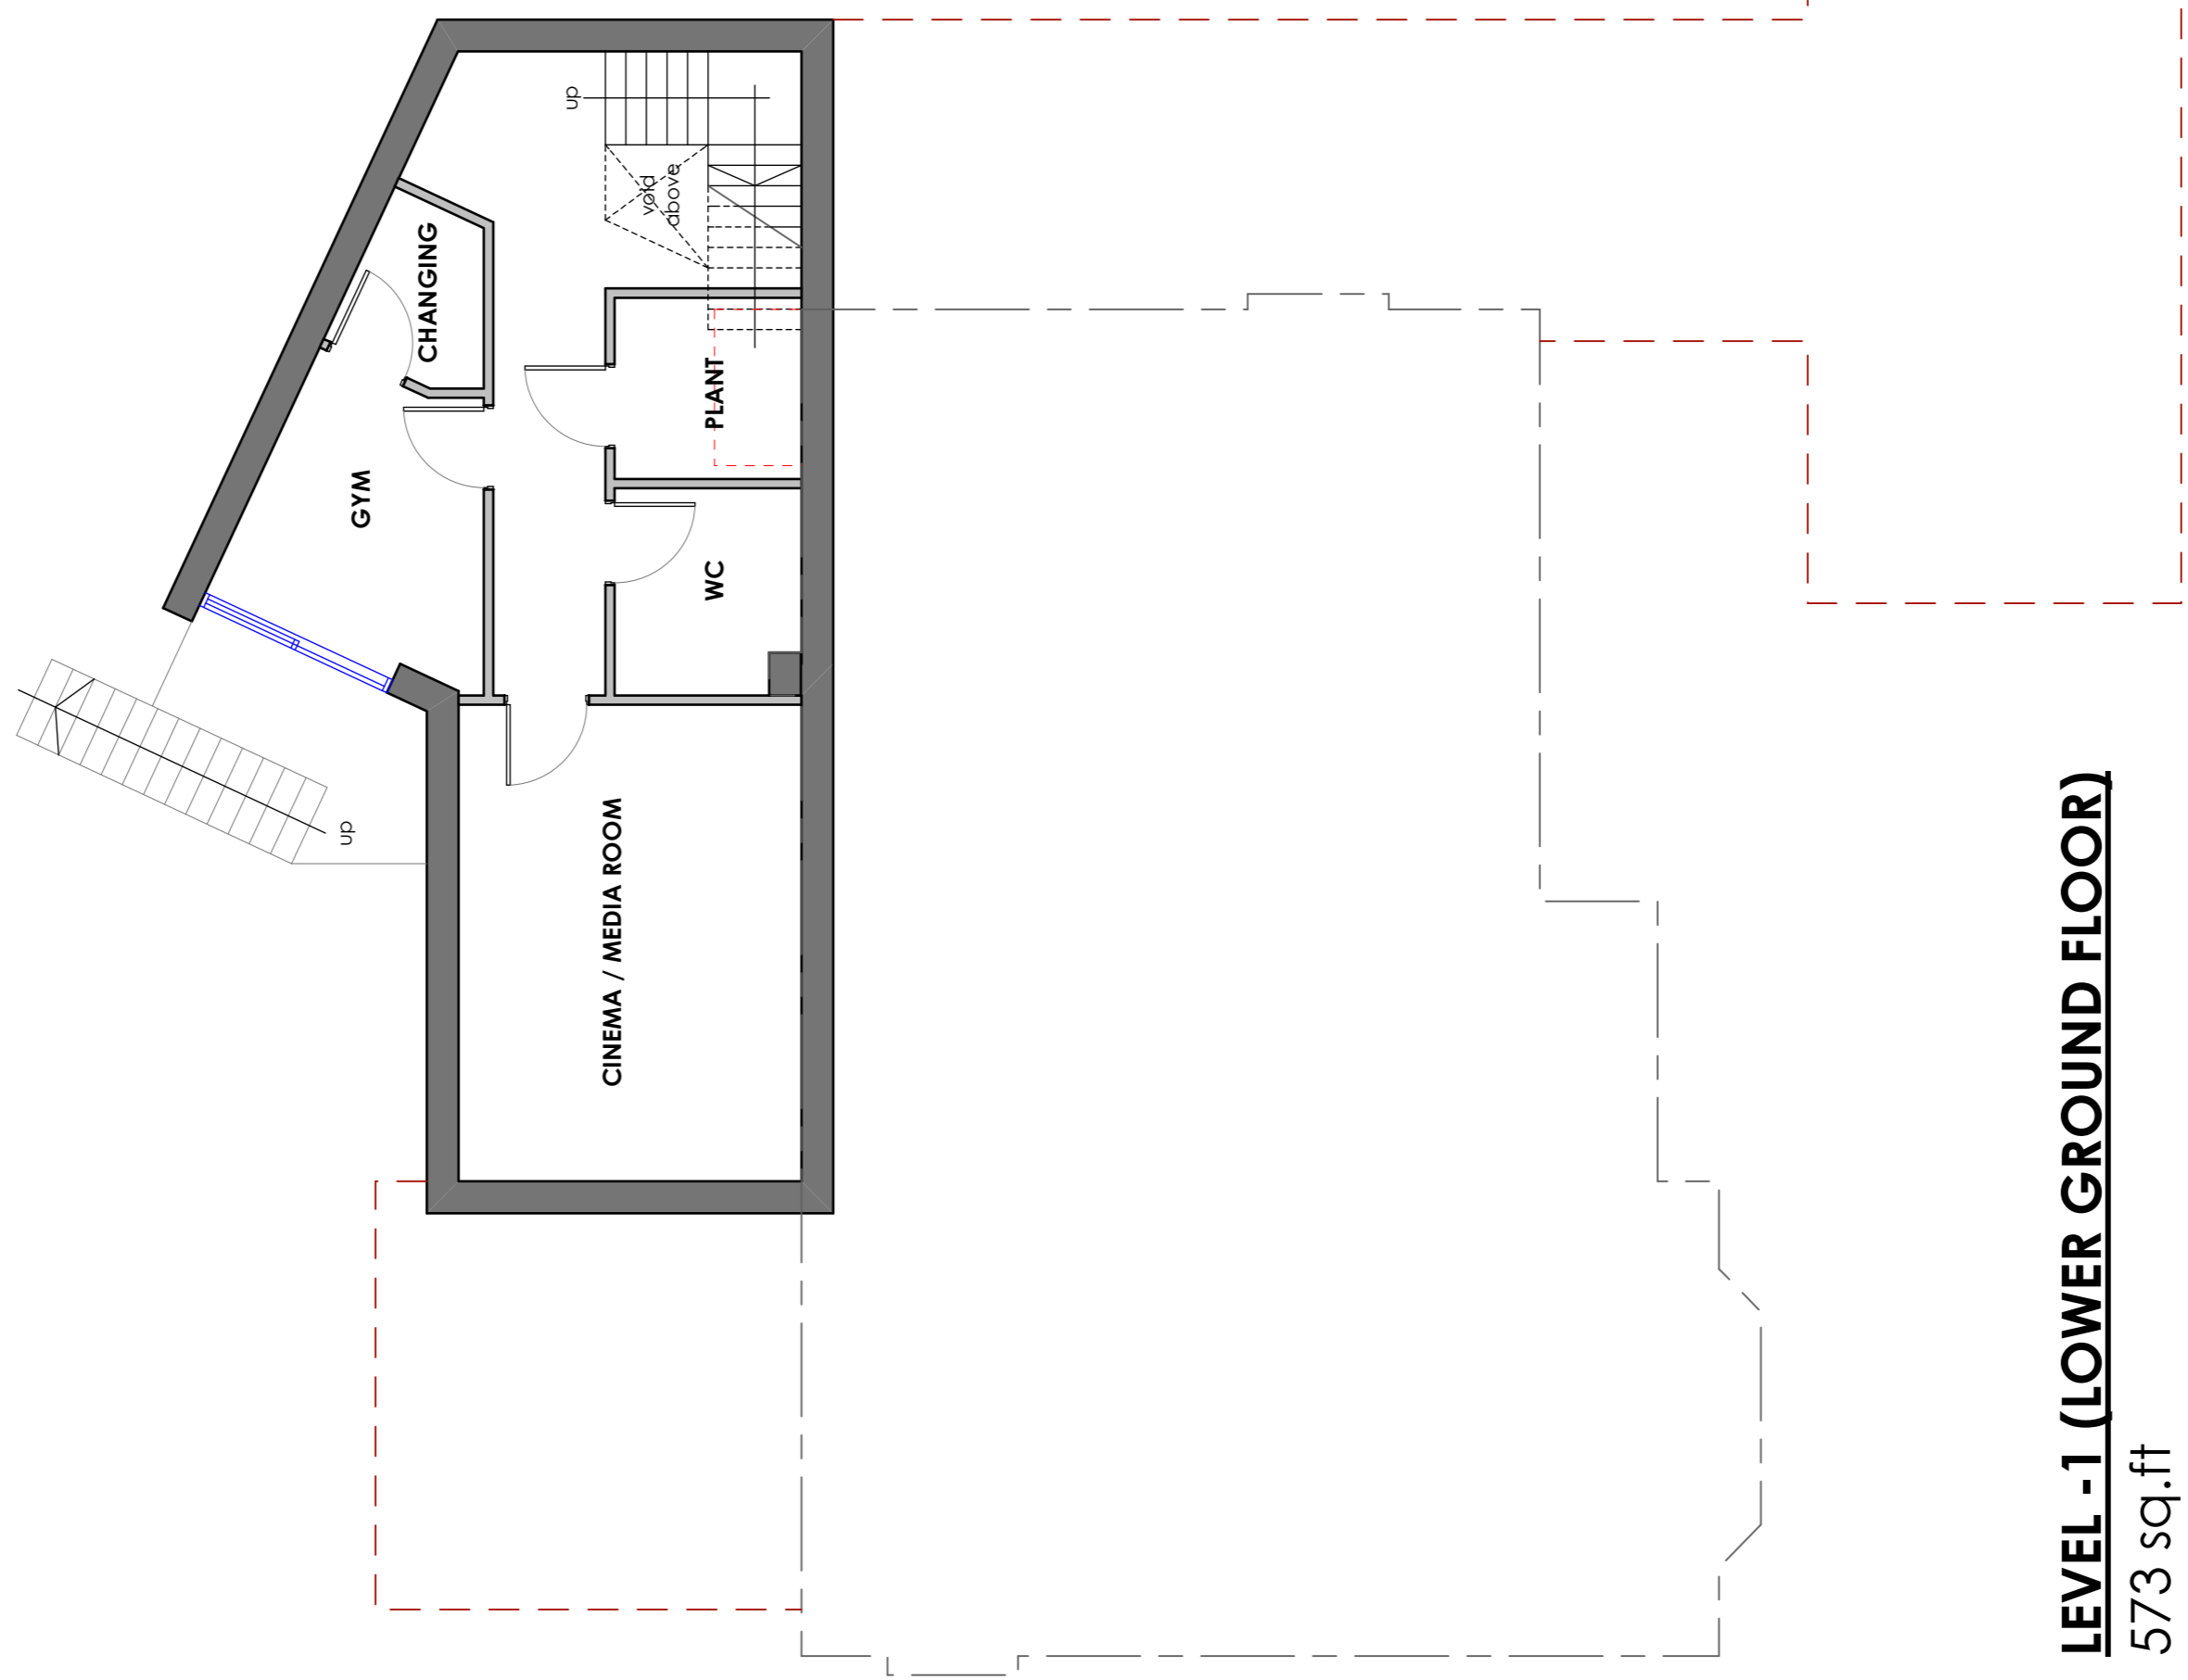 up
void
above
CHANGING
GYM
PLANT
WC
up
CINEMA / MEDIA ROOM
LEVEL -1 (LOWER GROUND FLOOR)
573 sq.ft